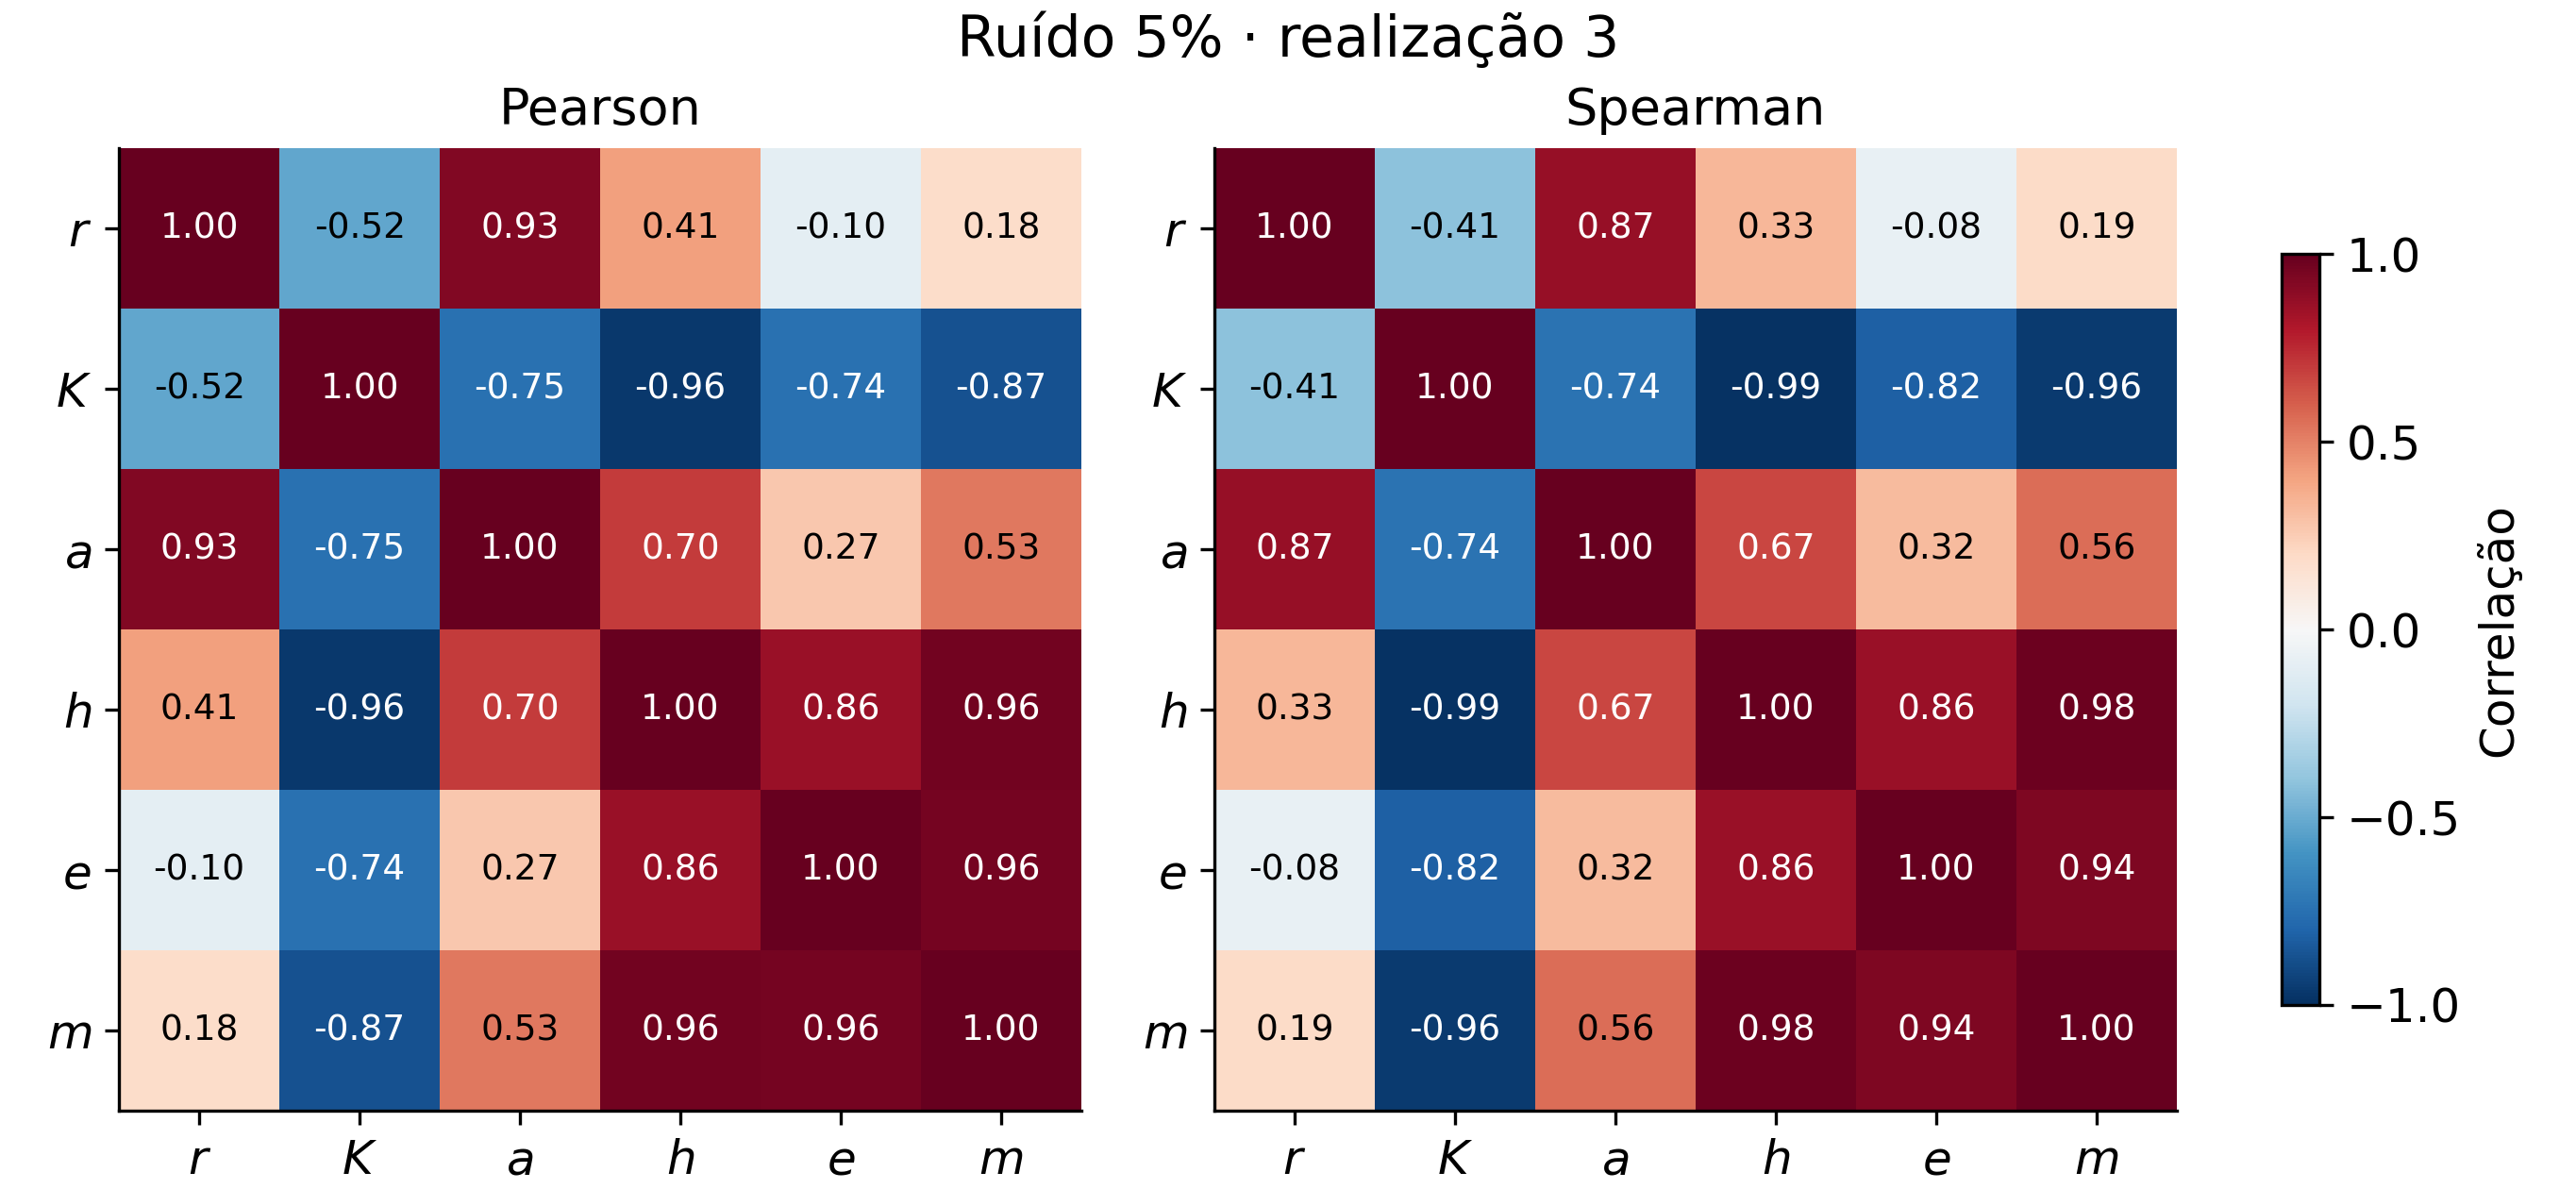 Ruído 5% · realização 3
Pearson
r 1.00 -0.52 0.93 0.41 -0.10 0.18
K -0.52 1.00 -0.75 -0.96 -0.74 -0.87
a 0.93 -0.75 1.00 0.70 0.27 0.53
h 0.41 -0.96 0.70 1.00 0.86 0.96
e -0.10 -0.74 0.27 0.86 1.00 0.96
m 0.18 -0.87 0.53 0.96 0.96 1.00
r K a h e m
Spearman
r 1.00 -0.41 0.87 0.33 -0.08 0.19
K -0.41 1.00 -0.74 -0.99 -0.82 -0.96
a 0.87 -0.74 1.00 0.67 0.32 0.56
h 0.33 -0.99 0.67 1.00 0.86 0.98
e -0.08 -0.82 0.32 0.86 1.00 0.94
m 0.19 -0.96 0.56 0.98 0.94 1.00
r K a h e m
1.0
0.5
0.0
−0.5
−1.0
Correlação